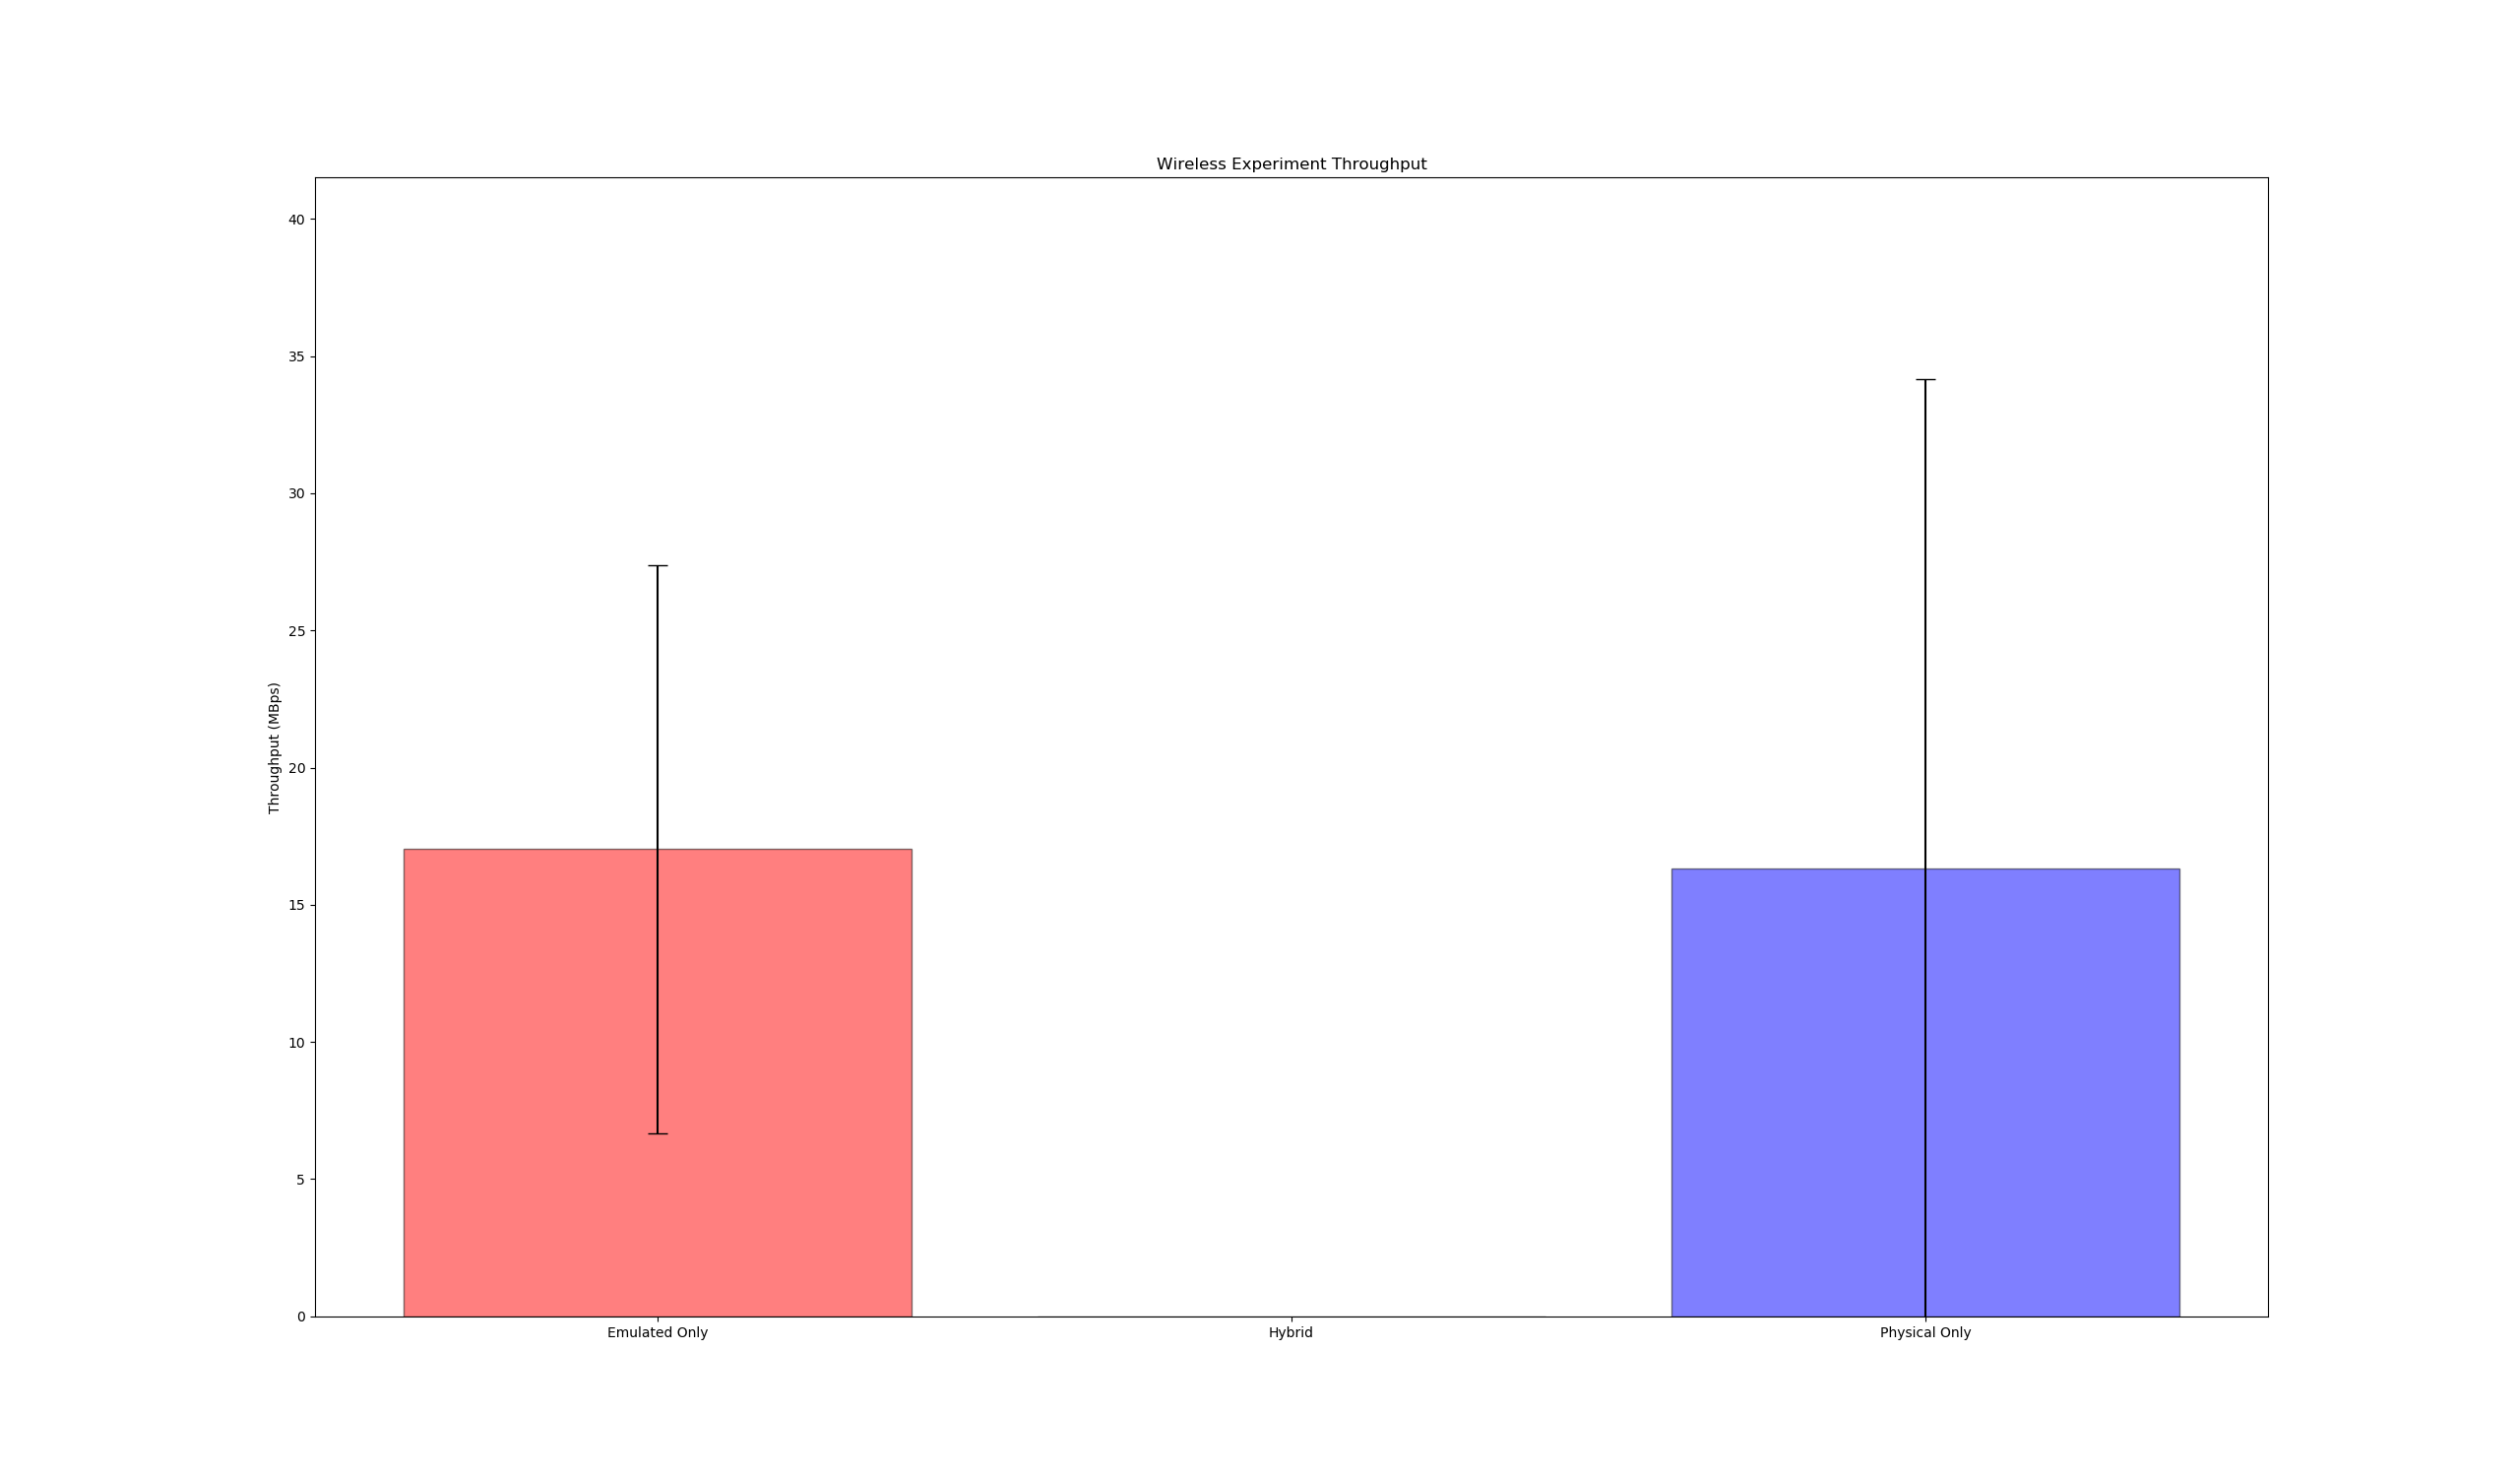 Wireless Experiment Throughput
Throughput (MBps)
40
35
30
25
20
15
10
5
0
Emulated Only
Hybrid
Physical Only